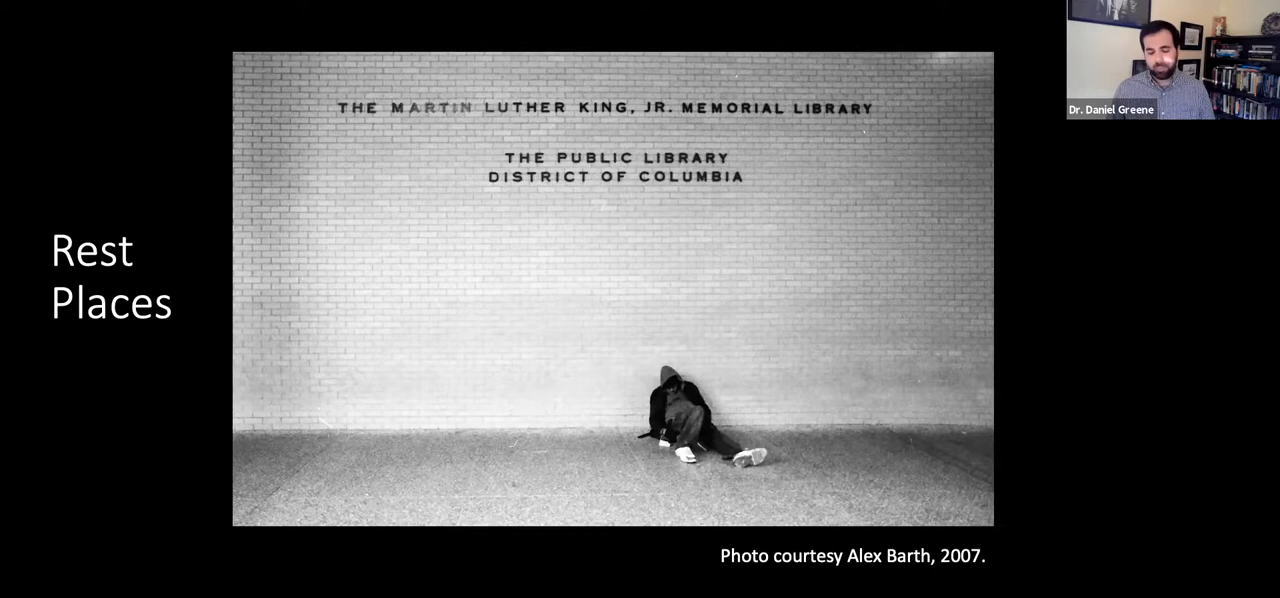 Rest
Places
THE MARTIN LUTHER KING, JR. MEMORIAL LIBRARY
THE PUBLIC LIBRARY
DISTRICT OF COLUMBIA
Photo courtesy Alex Barth, 2007.
Dr. Daniel Greene